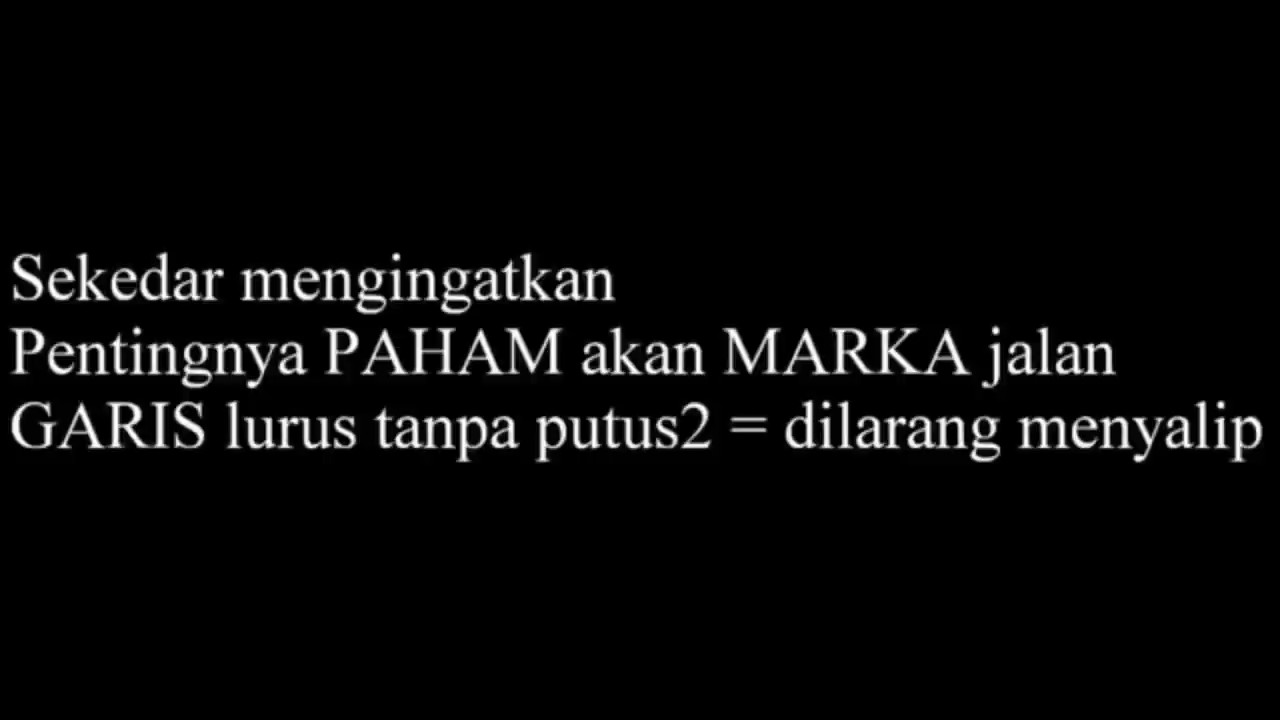 Sekedar mengingatkan
Pentingnya PAHAM akan MARKA jalan
GARIS lurus tanpa putus2 = dilarang menyalip